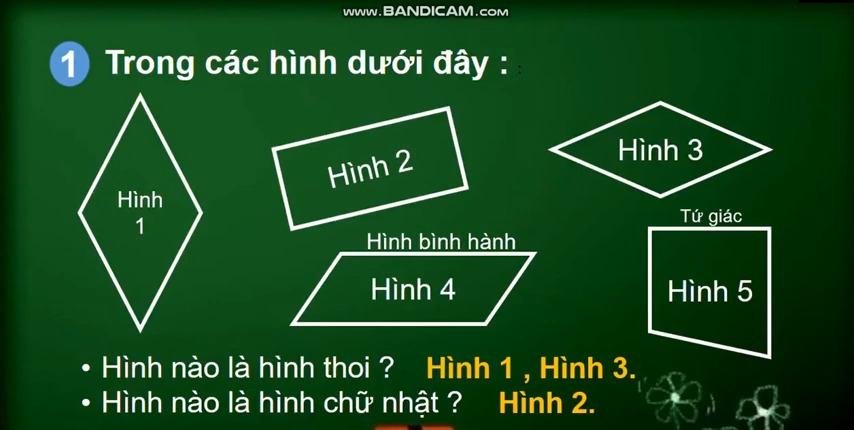 www.BANDICAM.com
1 Trong các hình dưới đây : :
Hình
1
Hình 2
Hình 3
Hình bình hành
Hình 4
Tứ giác
Hình 5
• Hình nào là hình thoi ? Hình 1 , Hình 3.
• Hình nào là hình chữ nhật ? Hình 2.